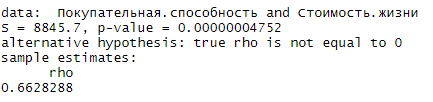 data:  Покупательная.способность and Стоимость.жизни
S = 8845.7, p-value = 0.00000004752
alternative hypothesis: true rho is not equal to 0
sample estimates:
      rho
0.6628288